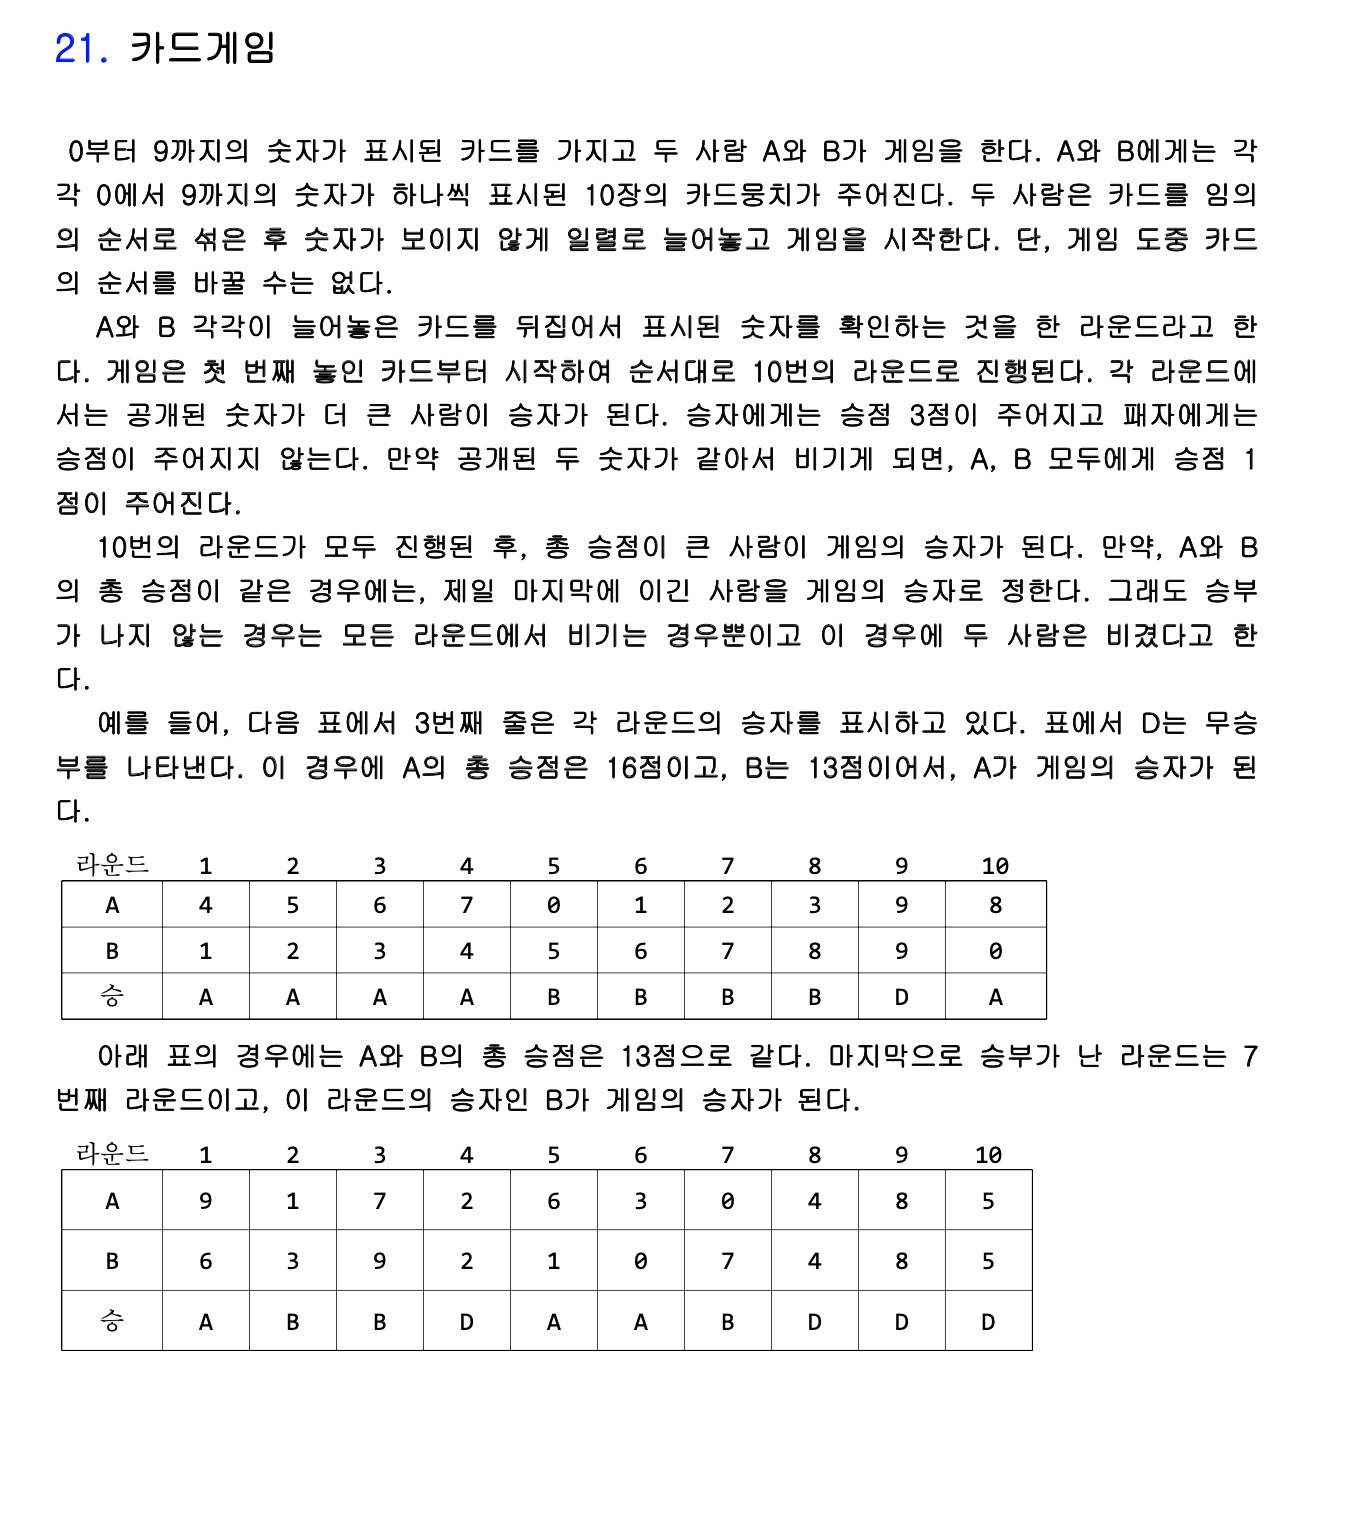 21. 카드게임
0부터 9까지의 숫자가 표시된 카드를 가지고 두 사람 A와 B가 게임을 한다. A와 B에게는 각
각 0에서 9까지의 숫자가 하나씩 표시된 10장의 카드뭉치가 주어진다. 두 사람은 카드를 임의
의 순서로 섞은 후 숫자가 보이지 않게 일렬로 늘어놓고 게임을 시작한다. 단, 게임 도중 카드
의 순서를 바꿀 수는 없다.
A와 B 각각이 늘어놓은 카드를 뒤집어서 표시된 숫자를 확인하는 것을 한 라운드라고 한
다. 게임은 첫 번째 놓인 카드부터 시작하여 순서대로 10번의 라운드로 진행된다. 각 라운드에
서는 공개된 숫자가 더 큰 사람이 승자가 된다. 승자에게는 승점 3점이 주어지고 패자에게는
승점이 주어지지 않는다. 만약 공개된 두 숫자가 같아서 비기게 되면, A, B 모두에게 승점 1
점이 주어진다.
10번의 라운드가 모두 진행된 후, 총 승점이 큰 사람이 게임의 승자가 된다. 만약, A와 B
의 총 승점이 같은 경우에는, 제일 마지막에 이긴 사람을 게임의 승자로 정한다. 그래도 승부
가 나지 않는 경우는 모든 라운드에서 비기는 경우뿐이고 이 경우에 두 사람은 비겼다고 한
다.
예를 들어, 다음 표에서 3번째 줄은 각 라운드의 승자를 표시하고 있다. 표에서 D는 무승
부를 나타낸다. 이 경우에 A의 총 승점은 16점이고, B는 13점이어서, A가 게임의 승자가 된
다.
라운드 1 2 3 4 5 6 7 8 9 10
A 4 5 6 7 0 1 2 3 9 8
B 1 2 3 4 5 6 7 8 9 0
승 A A A A B B B B D A
아래 표의 경우에는 A와 B의 총 승점은 13점으로 같다. 마지막으로 승부가 난 라운드는 7
번째 라운드이고, 이 라운드의 승자인 B가 게임의 승자가 된다.
라운드 1 2 3 4 5 6 7 8 9 10
A 9 1 7 2 6 3 0 4 8 5
B 6 3 9 2 1 0 7 4 8 5
승 A B B D A A B D D D